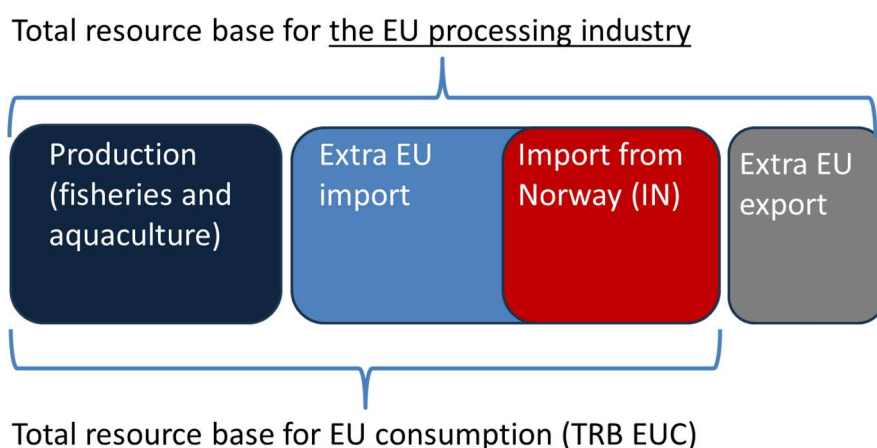 Total resource base for the EU processing industry
Production
(fisheries and
aquaculture)
Extra EU
import
Import from
Norway (IN)
Extra EU
export
Total resource base for EU consumption (TRB EUC)